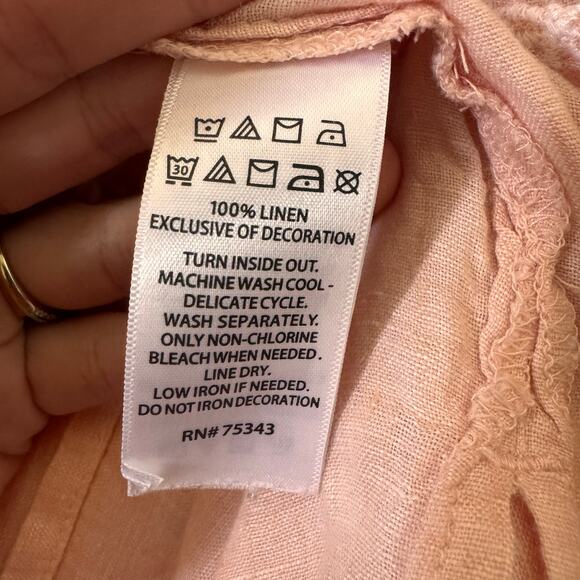 30
100% LINEN
EXCLUSIVE OF DECORATION
TURN INSIDE OUT.
MACHINE WASH COOL -
DELICATE CYCLE.
WASH SEPARATELY.
ONLY NON-CHLORINE
BLEACH WHEN NEEDED.
LINE DRY.
LOW IRON IF NEEDED.
DO NOT IRON DECORATION
RN# 75343